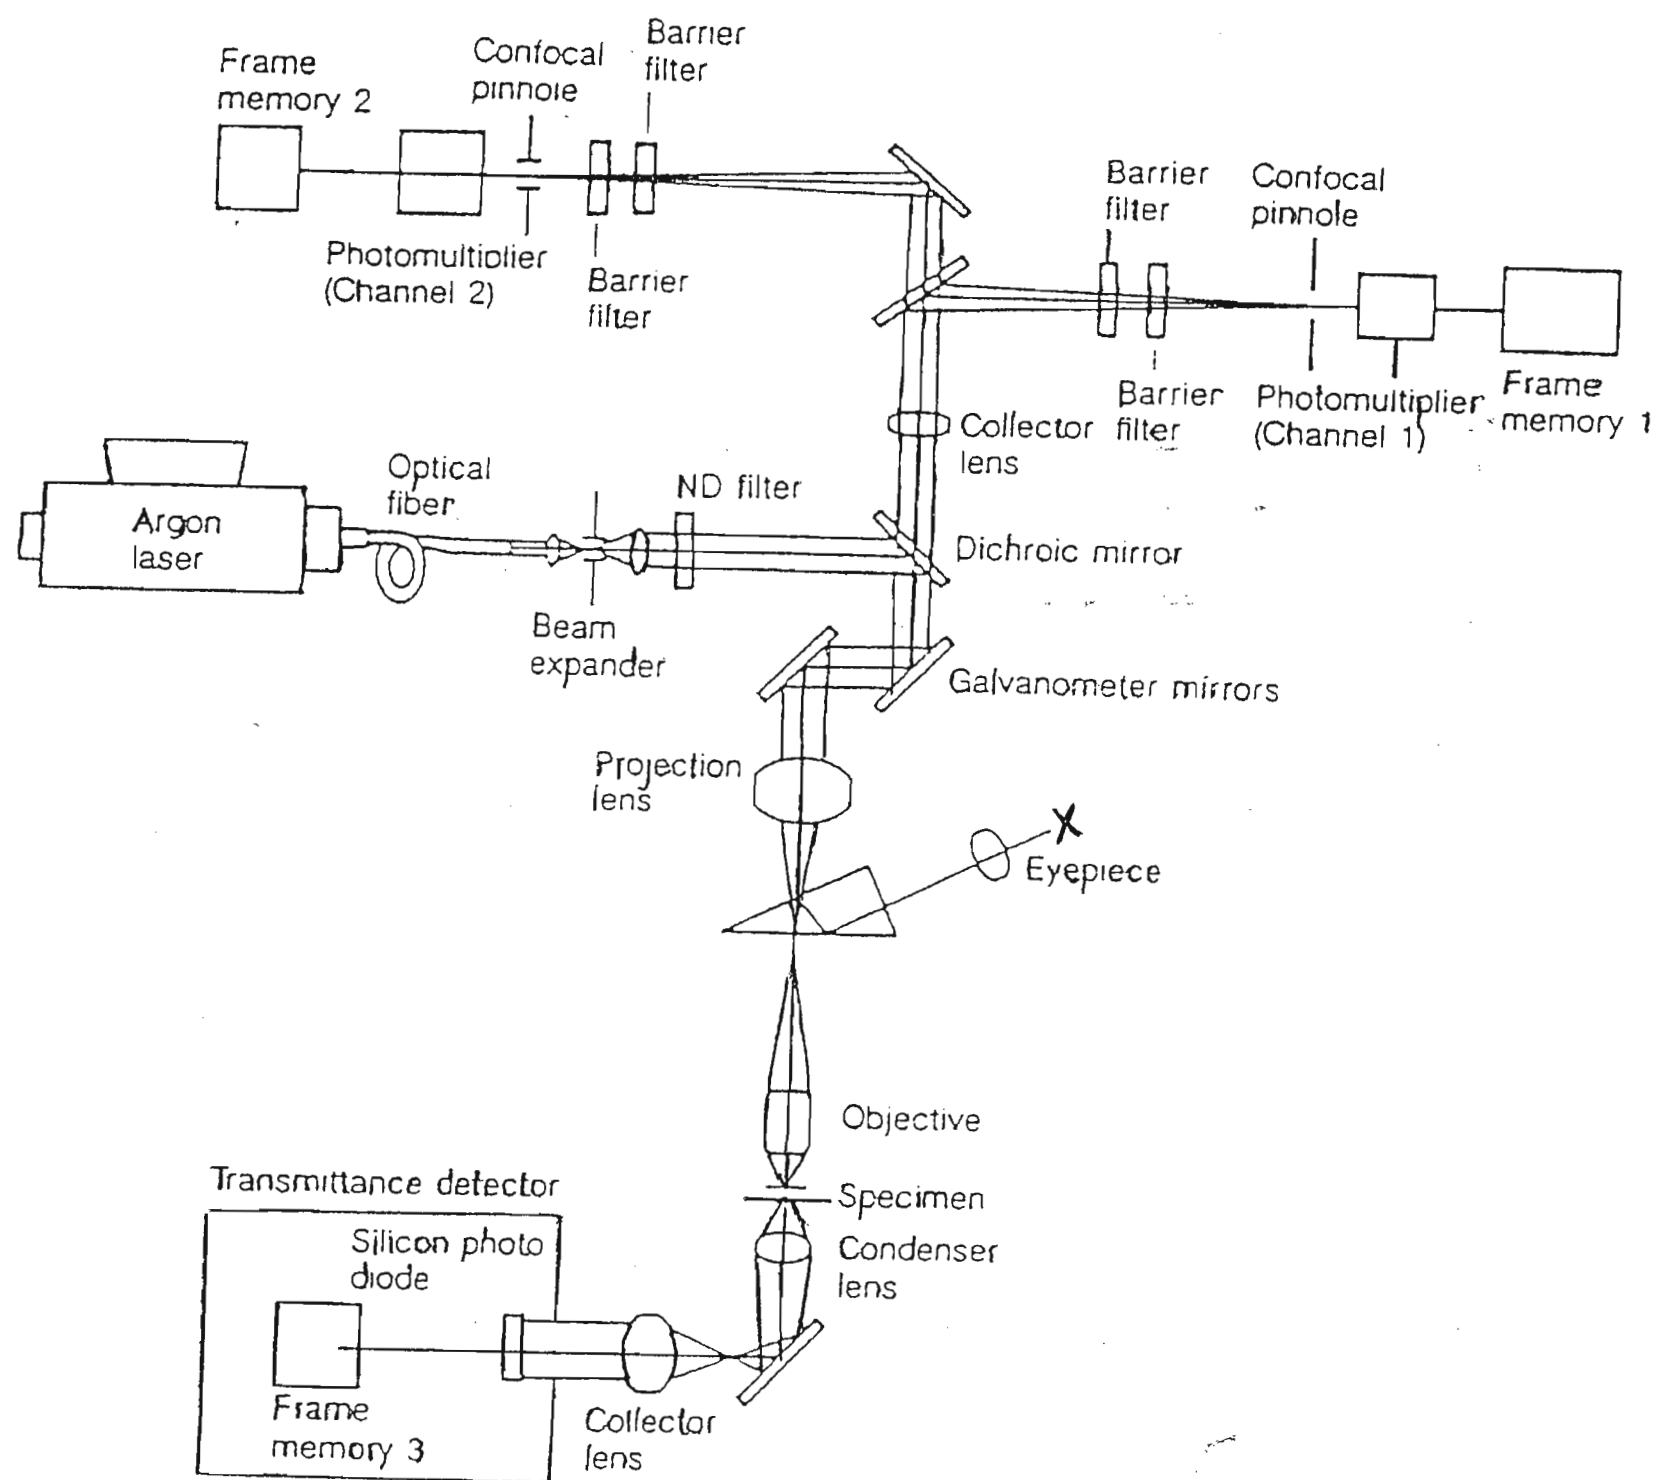 Frame
memory 2
Confocal
pinnole
Barrier
filter
Photomultiplier
(Channel 2)
Barrier
filter
Barrier
filter
Confocal
pinnole
Barrier
filter
Photomultiplier
(Channel 1)
Frame
memory 1
Collector
lens
Argon
laser
Optical
fiber
ND filter
Dichroic mirror
Beam
expander
Galvanometer mirrors
Projection
lens
X
Eyepiece
Objective
Specimen
Condenser
lens
Transmittance detector
Silicon photo
diode
Frame
memory 3
Collector
lens